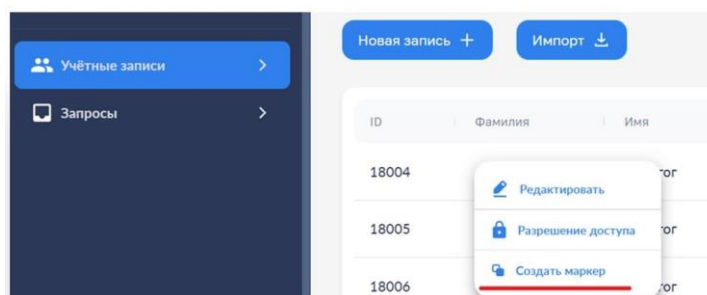 Новая запись +
Импорт
Учётные записи
Запросы
ID
Фамилия
Имя
18004
Редактировать
18005
Разрешение доступа
Создать маркер
18006